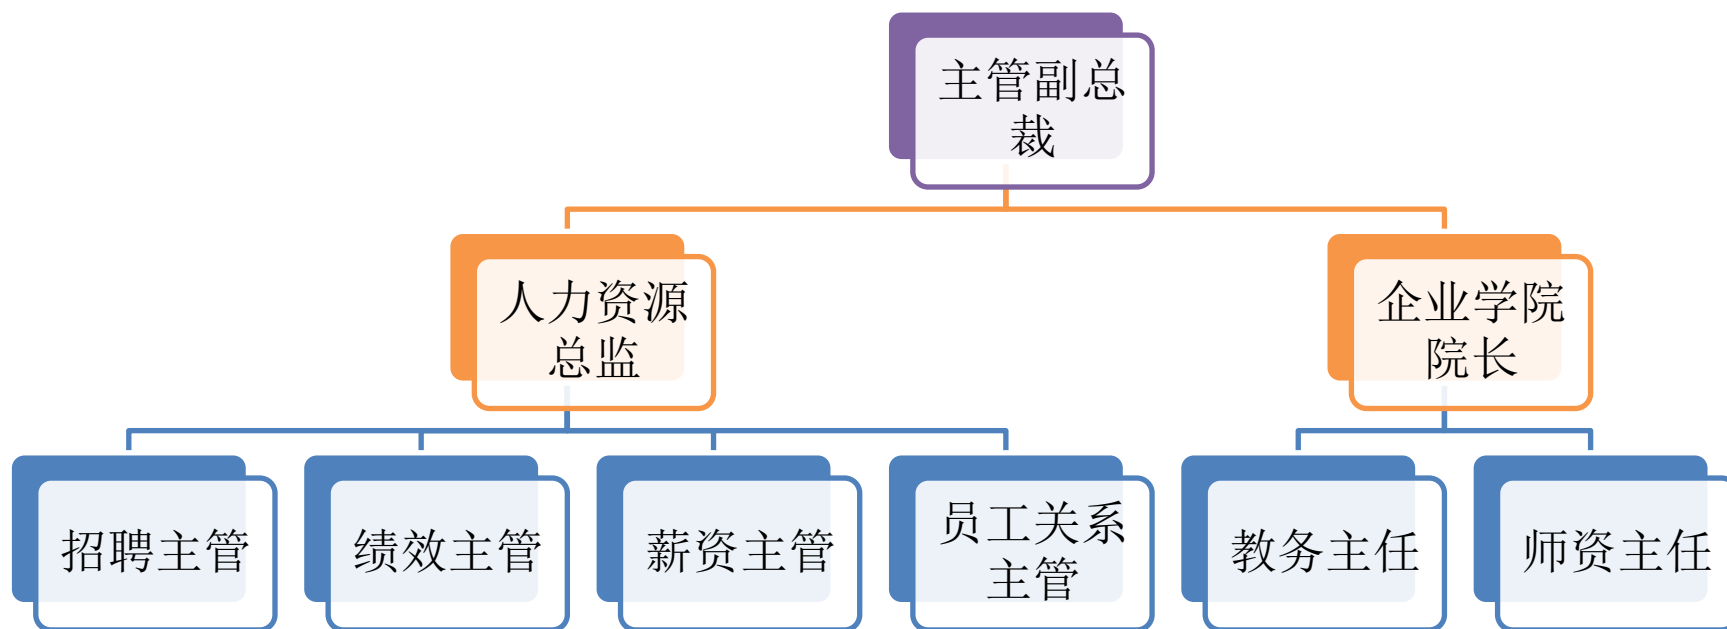 主管副总
裁
人力资源
总监
企业学院
院长
招聘主管
绩效主管
薪资主管
员工关系
主管
教务主任
师资主任